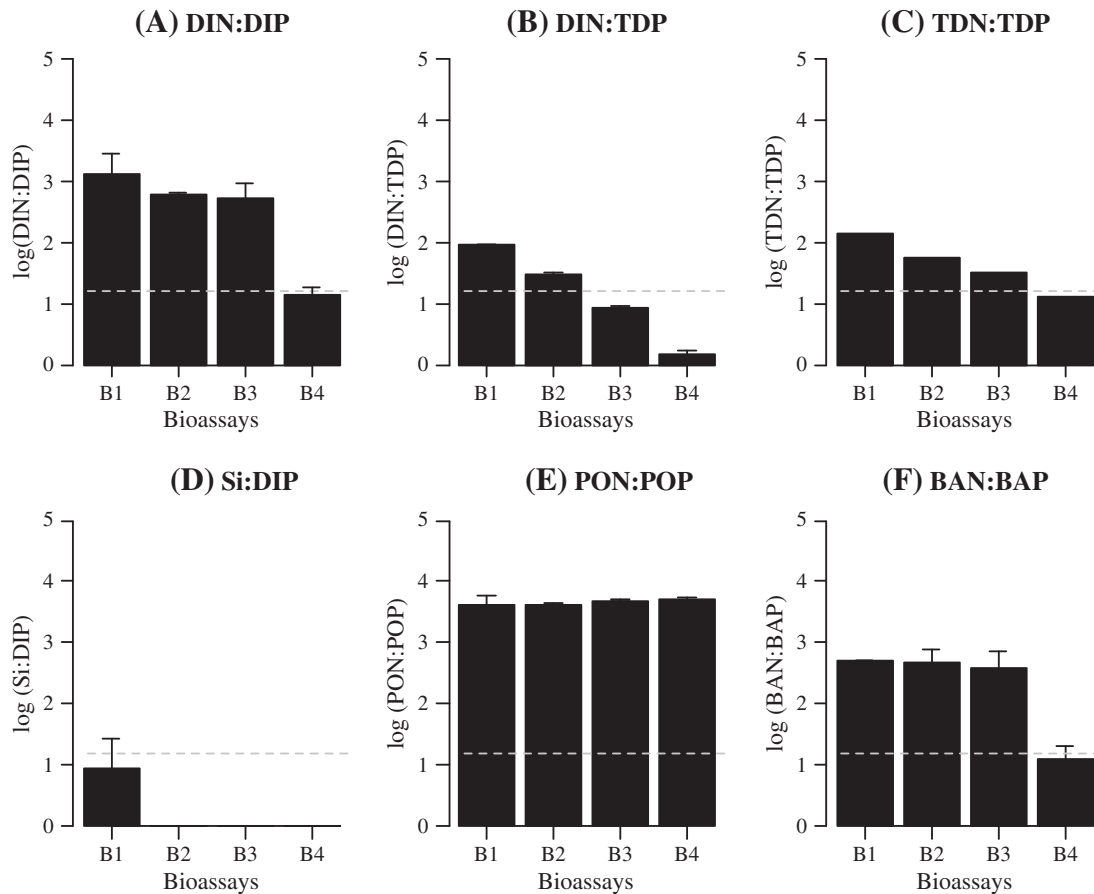 (A) DIN:DIP
(B) DIN:TDP
(C) TDN:TDP
log(DIN:DIP)
5
4
3
2
1
0
B1 B2 B3 B4
Bioassays
log (DIN:TDP)
5
4
3
2
1
0
B1 B2 B3 B4
Bioassays
log (TDN:TDP)
5
4
3
2
1
0
B1 B2 B3 B4
Bioassays
(D) Si:DIP
(E) PON:POP
(F) BAN:BAP
log (Si:DIP)
5
4
3
2
1
0
B1 B2 B3 B4
Bioassays
log (PON:POP)
5
4
3
2
1
0
B1 B2 B3 B4
Bioassays
log (BAN:BAP)
5
4
3
2
1
0
B1 B2 B3 B4
Bioassays